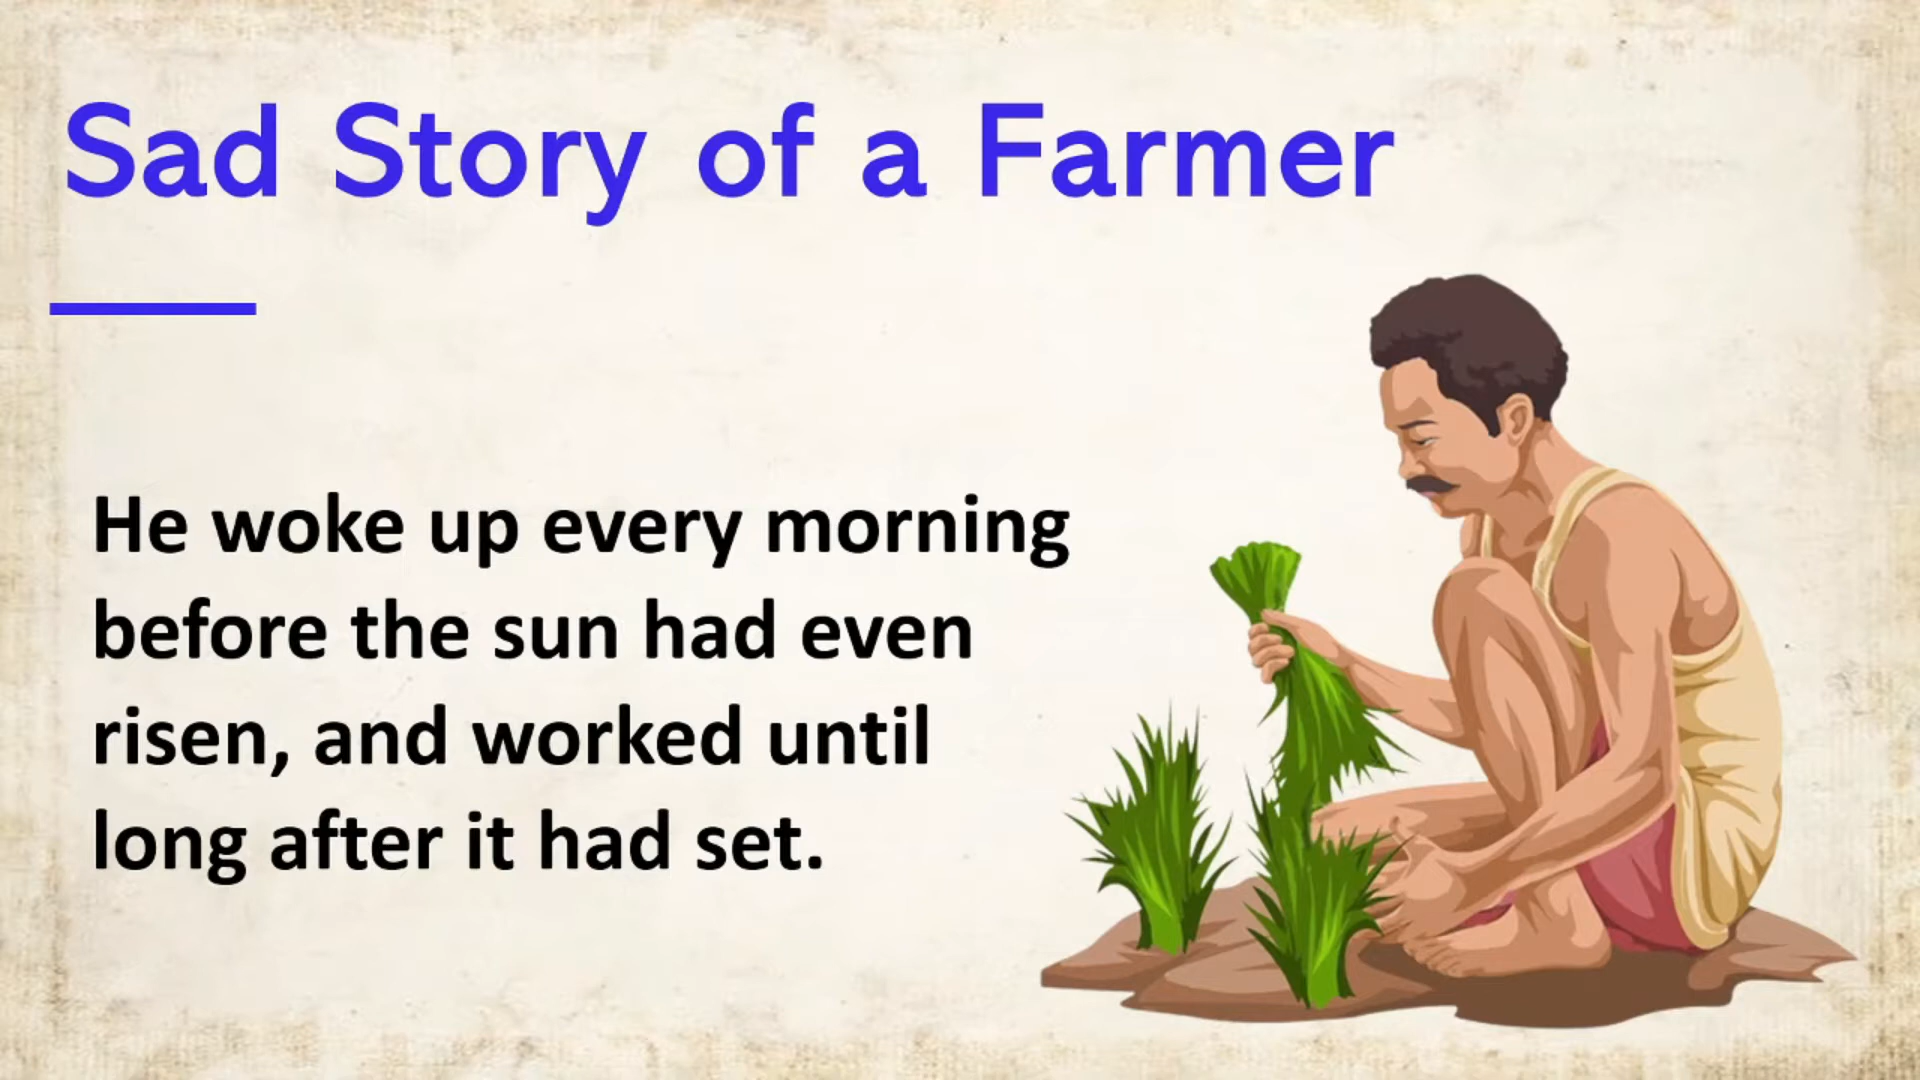 Sad Story of a Farmer
He woke up every morning
before the sun had even
risen, and worked until
long after it had set.